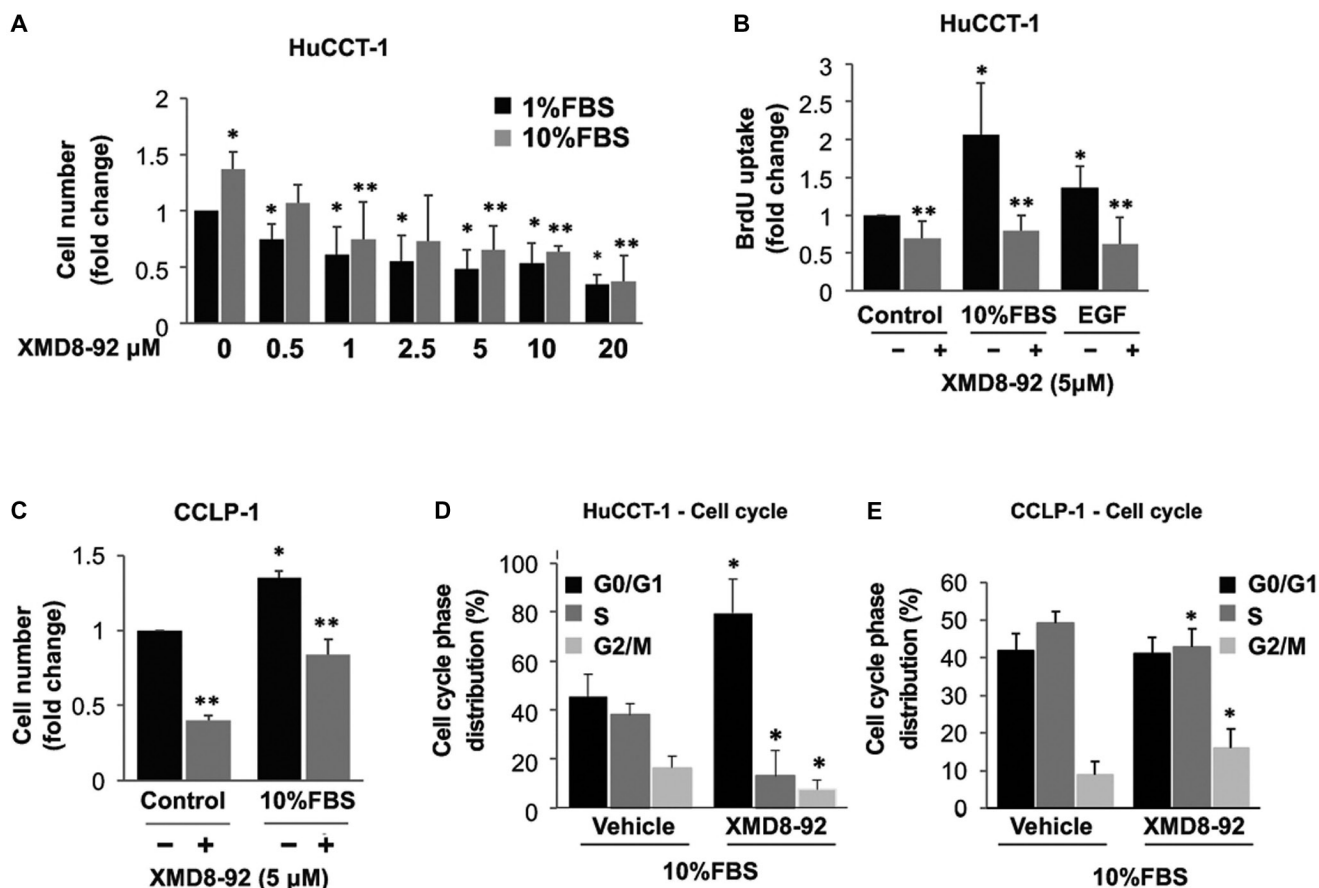 A
HuCCT-1
1%FBS
10%FBS
Cell number
(fold change)
2
1.5
1
0.5
0
*
* 
* **
*
* **
* **
* **
XMD8-92 µM 0 0.5 1 2.5 5 10 20
B
HuCCT-1
BrdU uptake
(fold change)
3
2.5
2
1.5
1
0.5
0
**
* **
* **
Control 10%FBS EGF
− + − + − +
XMD8-92 (5µM)
C
CCLP-1
Cell number
(fold change)
1.5
1
0.5
0
**
* **
Control 10%FBS
− + − +
XMD8-92 (5 µM)
D
HuCCT-1 - Cell cycle
G0/G1
S
G2/M
Cell cycle phase
distribution (%)
100
80
60
40
20
0
* * *
Vehicle XMD8-92
10%FBS
E
CCLP-1 - Cell cycle
G0/G1
S
G2/M
Cell cycle phase
distribution (%)
60
50
40
30
20
10
0
* *
Vehicle XMD8-92
10%FBS